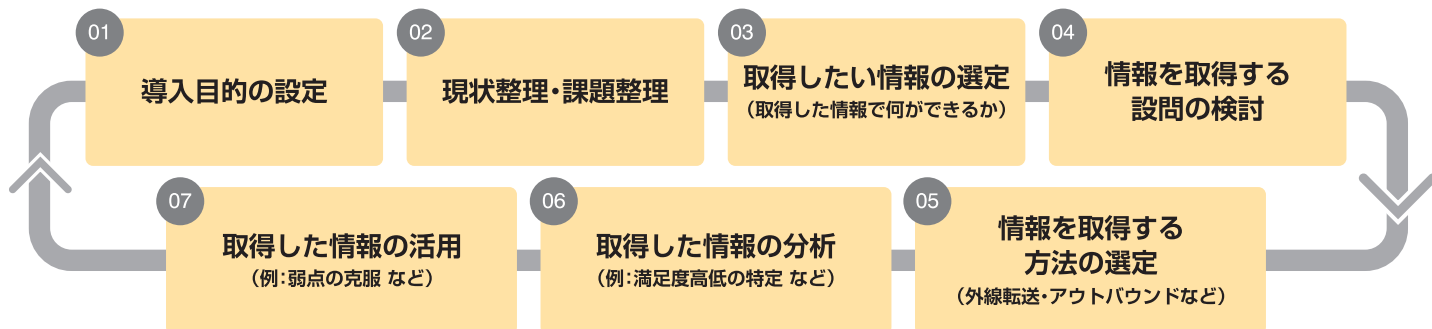 01
導入目的の設定
02
現状整理・課題整理
03
取得したい情報の選定
（取得した情報で何ができるか）
04
情報を取得する
設問の検討
05
情報を取得する
方法の選定
（外線転送・アウトバウンドなど）
06
取得した情報の分析
（例：満足度高低の特定 など）
07
取得した情報の活用
（例：弱点の克服 など）